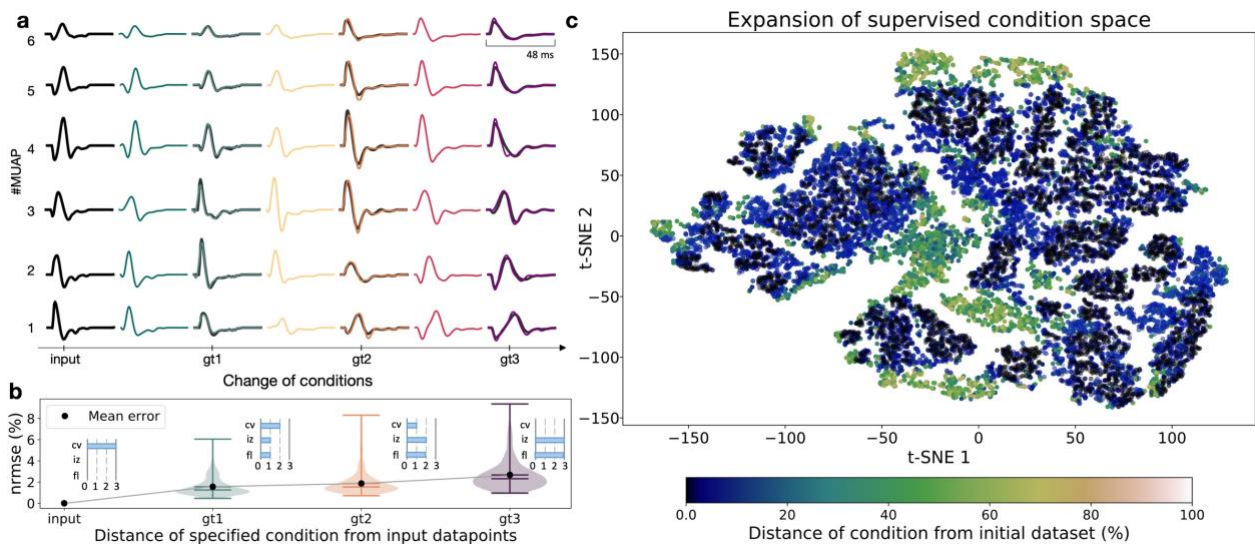 a
6
5
4
3
2
1
#MUAP
48 ms
input gt1 gt2 gt3
Change of conditions
b
Mean error
nrmse (%)
8
6
4
2
0
cv
iz
fl
0 1 2 3
cv
iz
fl
0 1 2 3
cv
iz
fl
0 1 2 3
cv
iz
fl
0 1 2 3
input gt1 gt2 gt3
Distance of specified condition from input datapoints
c
Expansion of supervised condition space
t-SNE 2
150
100
50
0
−50
−100
−150
−150 −100 −50 0 50 100
t-SNE 1
0.0 20 40 60 80 100
Distance of condition from initial dataset (%)